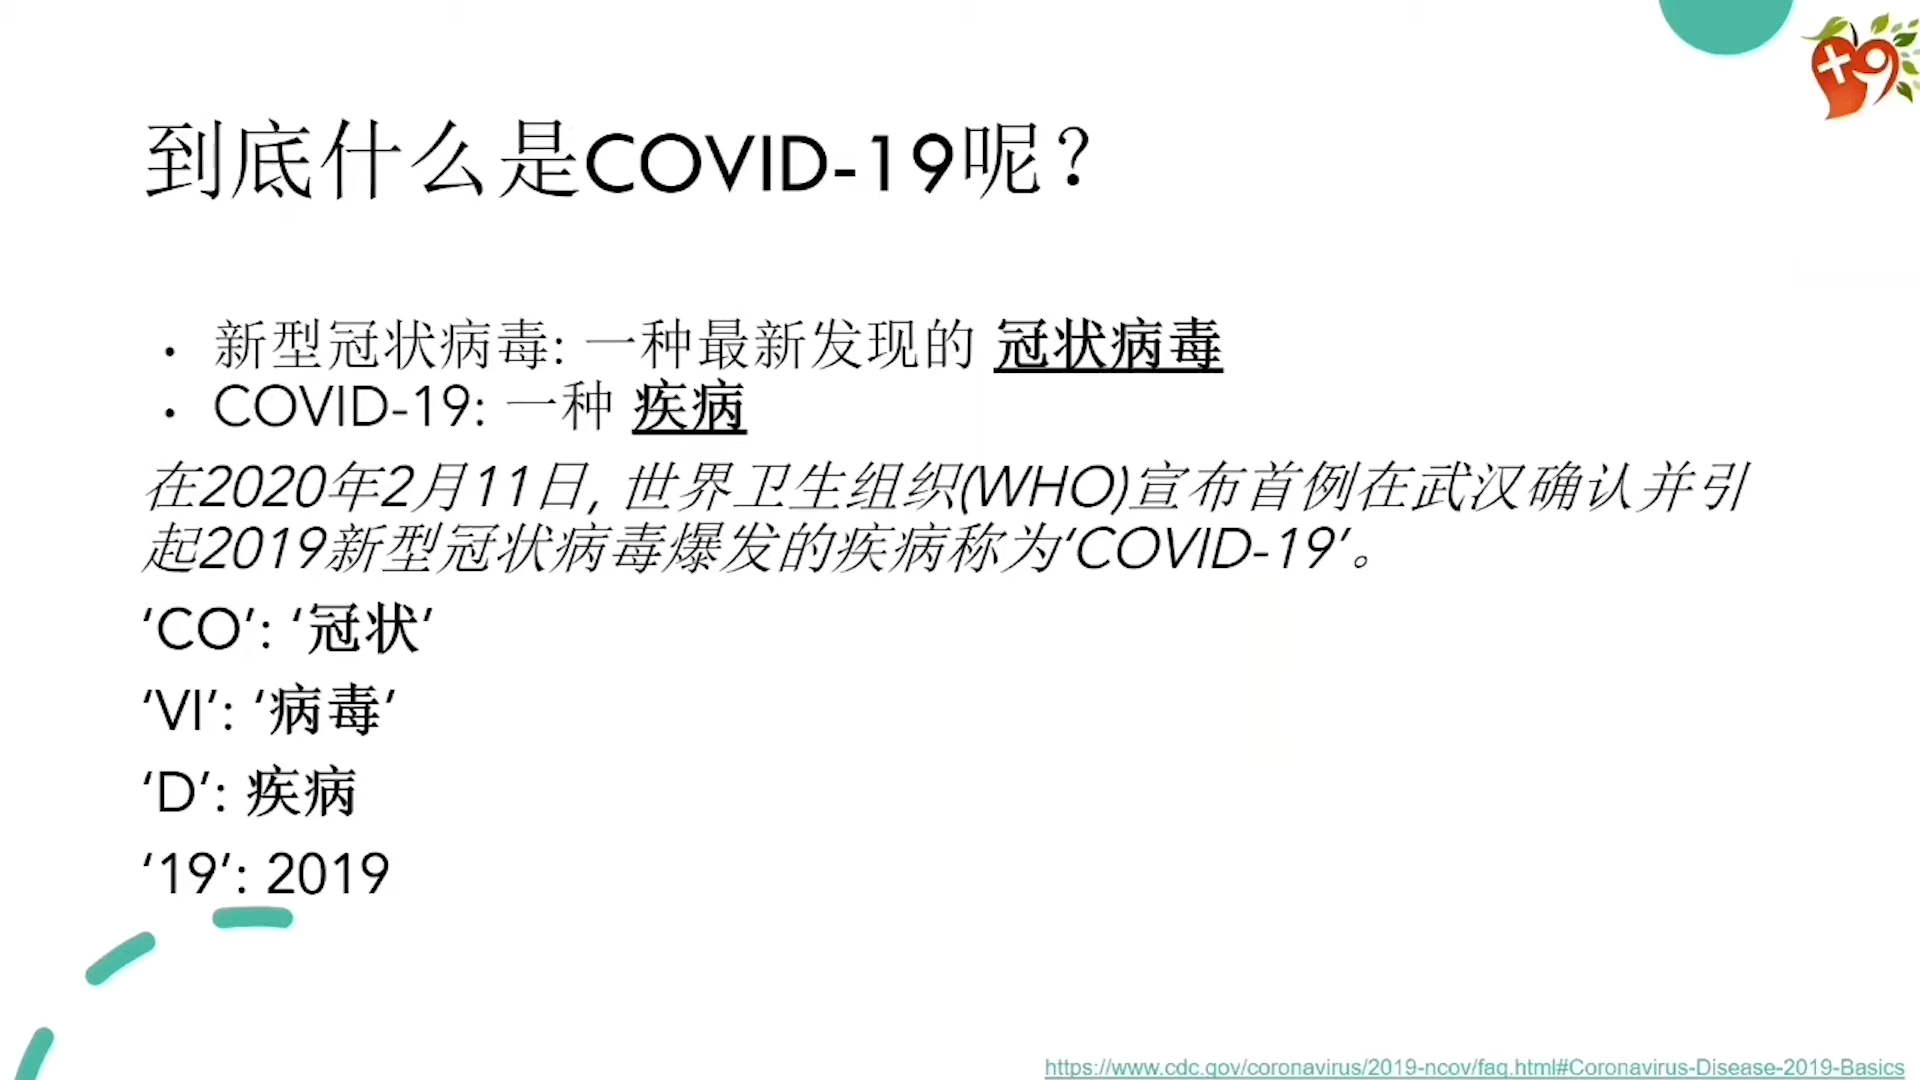 到底什么是COVID-19呢？
• 新型冠状病毒: 一种最新发现的 冠状病毒
• COVID-19: 一种 疾病
在2020年2月11日, 世界卫生组织(WHO)宣布首例在武汉确认并引
起2019新型冠状病毒爆发的疾病称为‘COVID-19’。
‘CO’: ‘冠状’
‘VI’: ‘病毒‘
‘D’: 疾病
‘19’: 2019
https://www.cdc.gov/coronavirus/2019-ncov/faq.html#Coronavirus-Disease-2019-Basics